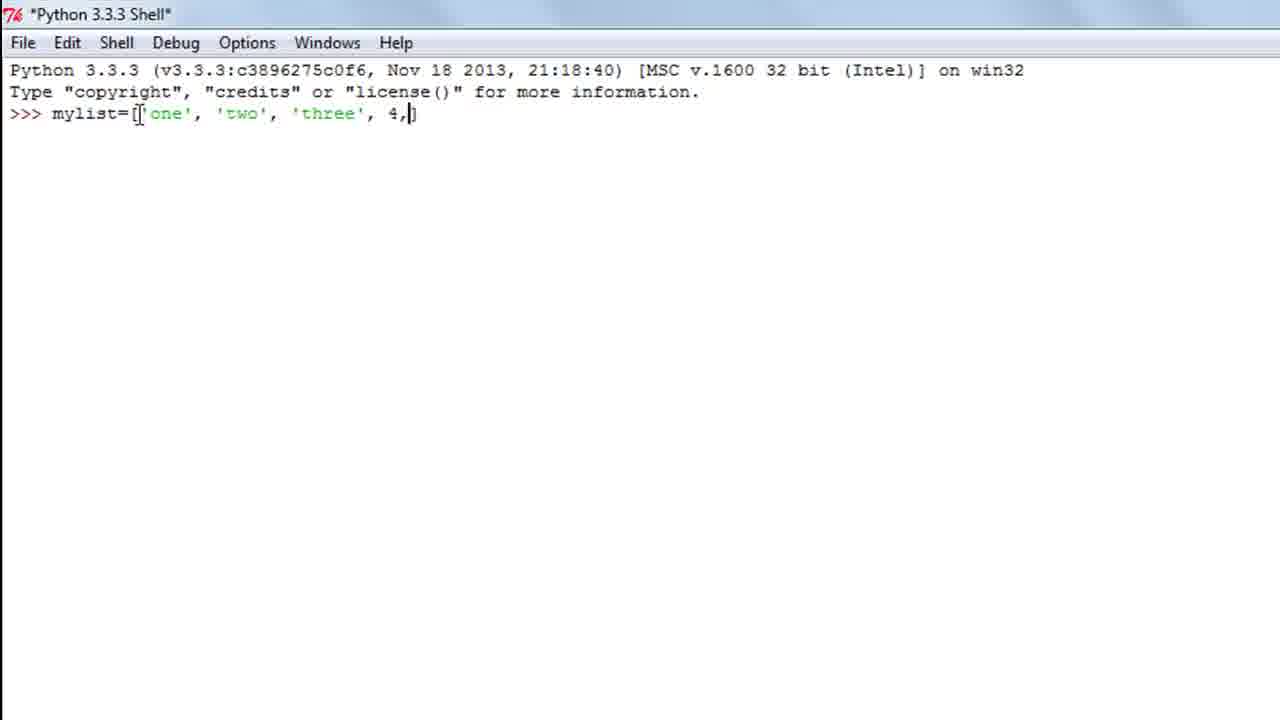 *Python 3.3.3 Shell*
File Edit Shell Debug Options Windows Help
Python 3.3.3 (v3.3.3:c3896275c0f6, Nov 18 2013, 21:18:40) [MSC v.1600 32 bit (Intel)] on win32
Type "copyright", "credits" or "license()" for more information.
>>> mylist=['one', 'two', 'three', 4,]